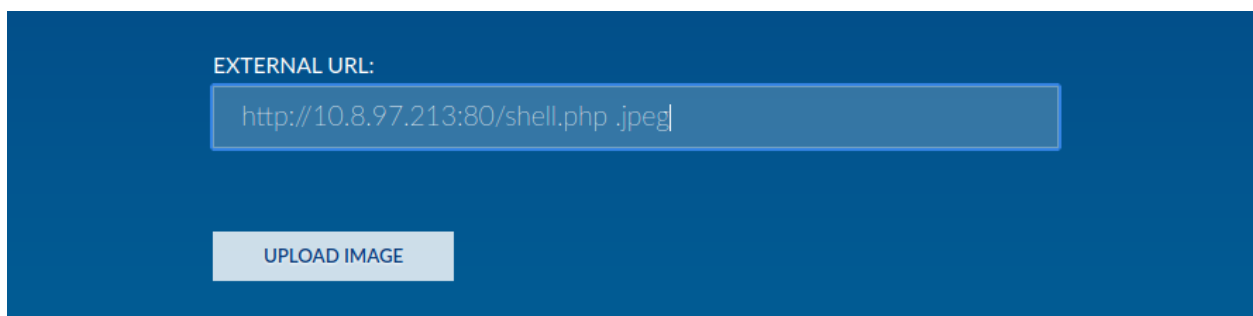 EXTERNAL URL:
http://10.8.97.213:80/shell.php .jpeg
UPLOAD IMAGE